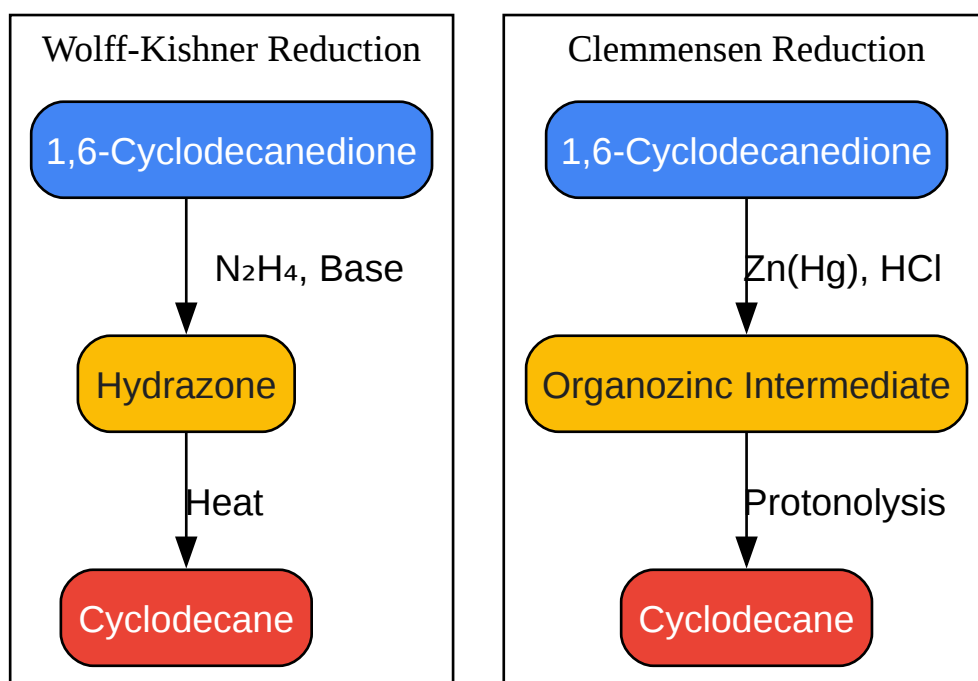 Wolff-Kishner Reduction
1,6-Cyclodecanedione
N₂H₄, Base
Hydrazone
Heat
Cyclodecane
Clemmensen Reduction
1,6-Cyclodecanedione
Zn(Hg), HCl
Organozinc Intermediate
Protonolysis
Cyclodecane